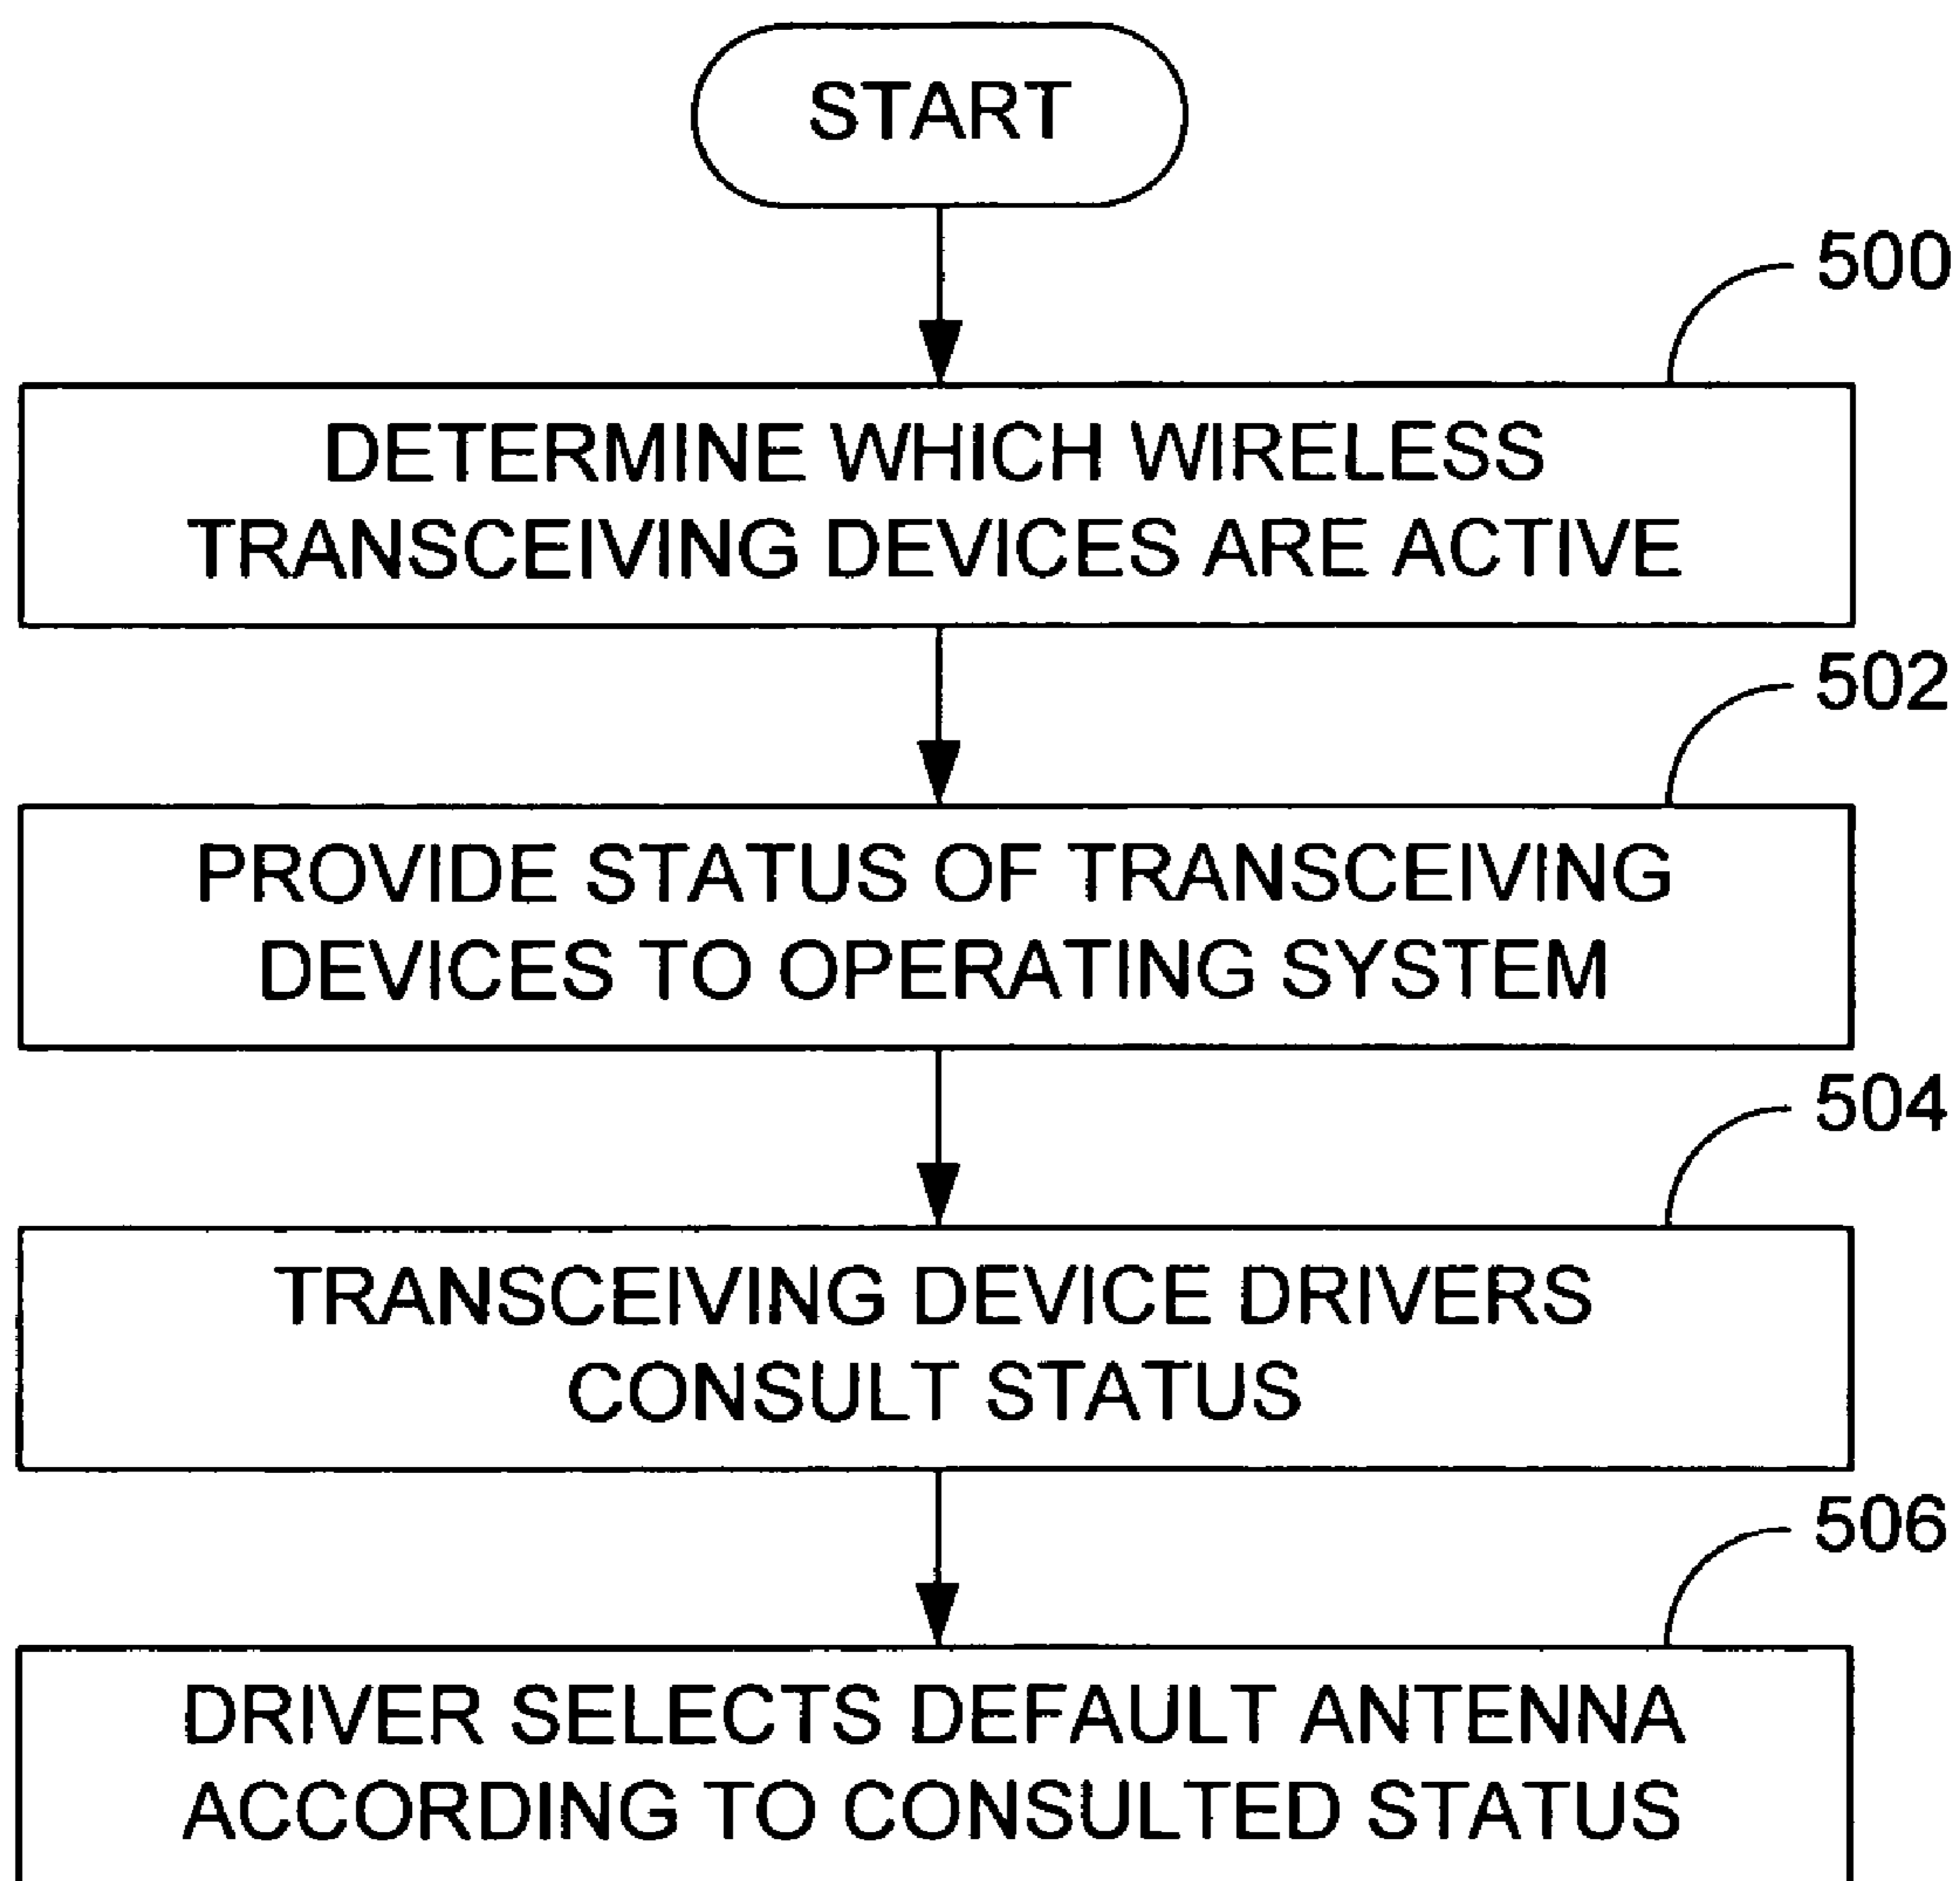 START
500
DETERMINE WHICH WIRELESS
TRANSCEIVING DEVICES ARE ACTIVE
502
PROVIDE STATUS OF TRANSCEIVING
DEVICES TO OPERATING SYSTEM
504
TRANSCEIVING DEVICE DRIVERS
CONSULT STATUS
506
DRIVER SELECTS DEFAULT ANTENNA
ACCORDING TO CONSULTED STATUS